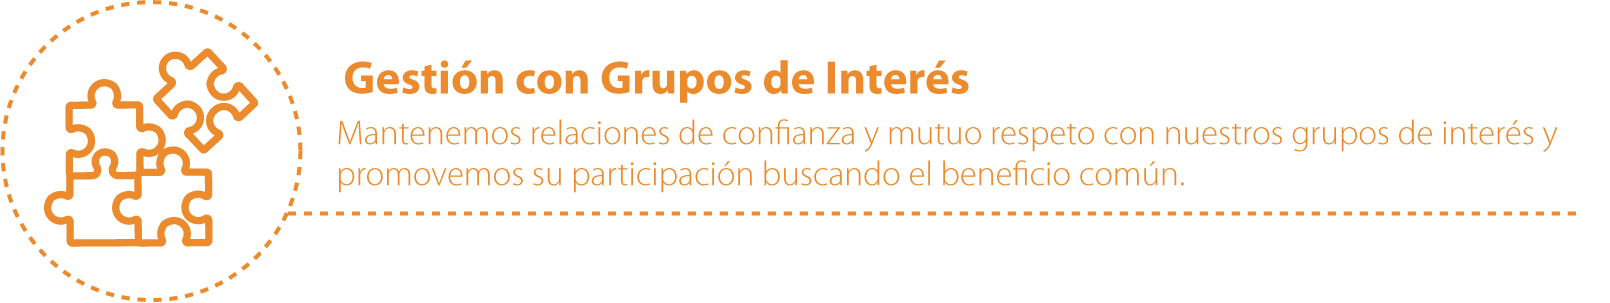 Gestión con Grupos de Interés
Mantenemos relaciones de confianza y mutuo respeto con nuestros grupos de interés y
promovemos su participación buscando el beneficio común.